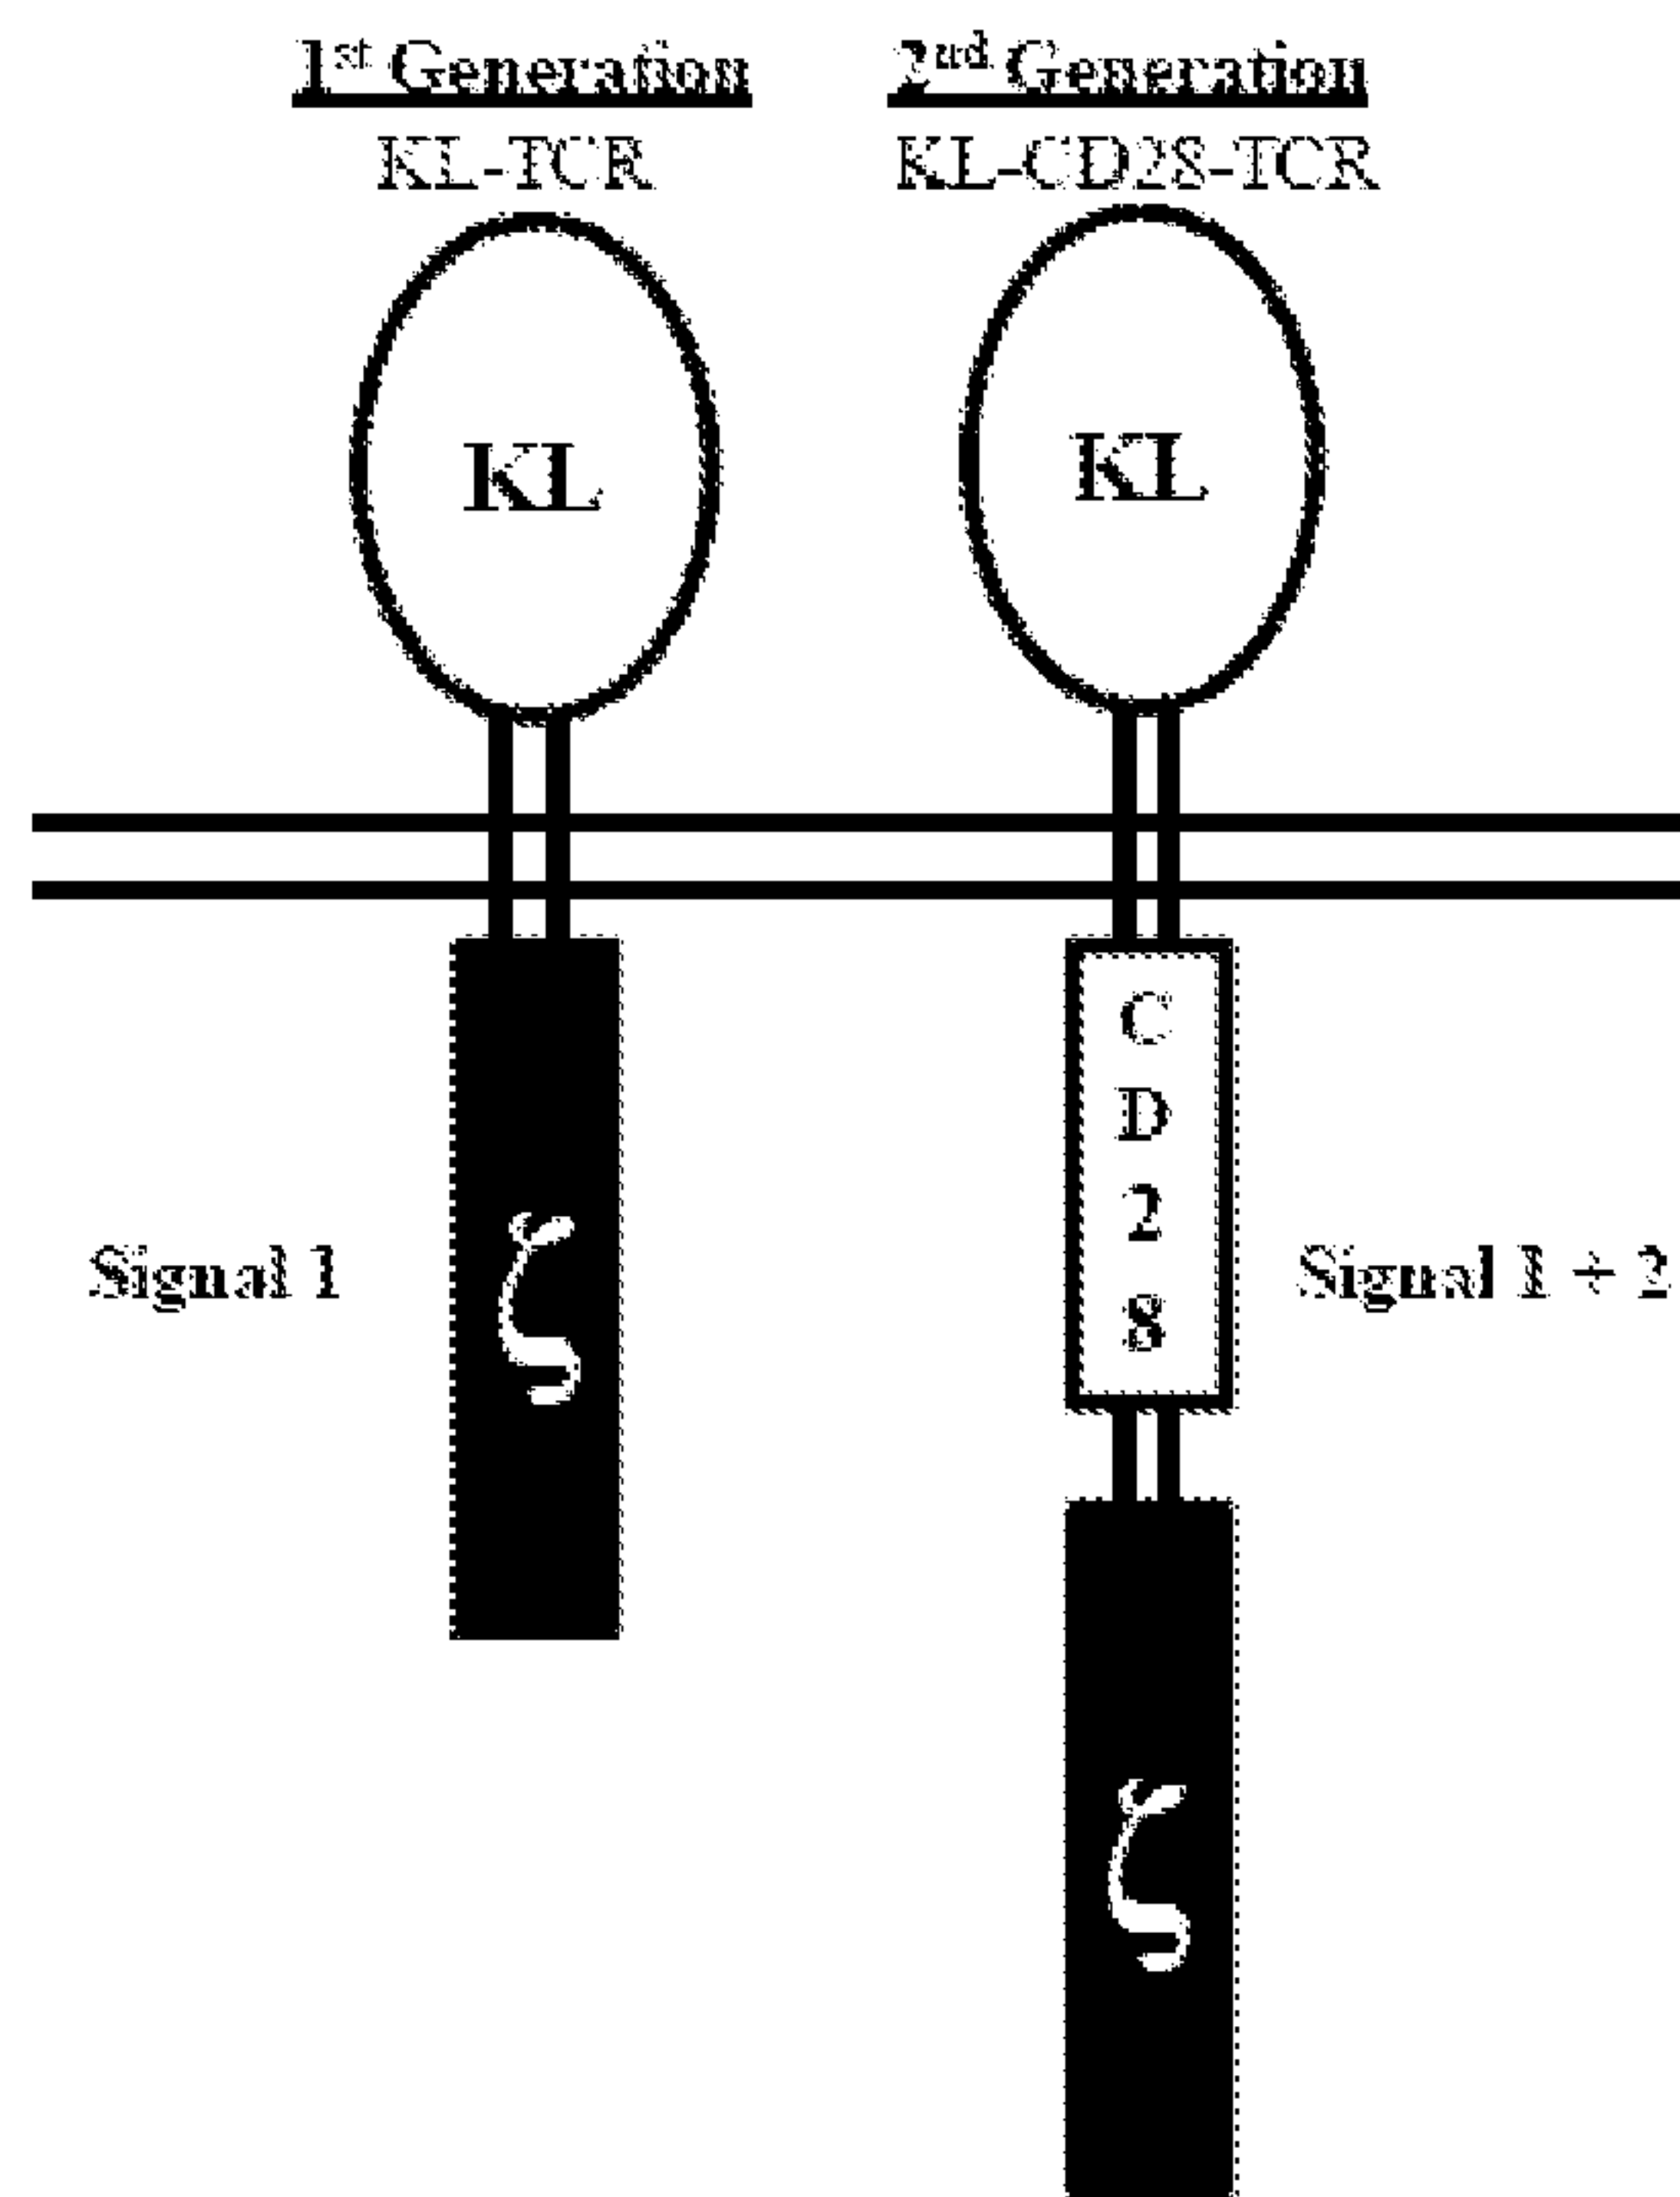 1st Generation
2nd Generation
KL-TCR
KL-CD28-TCR
KL
KL
C
D
2
8
Signal 1
Signal 1 + 2
ζ
ζ